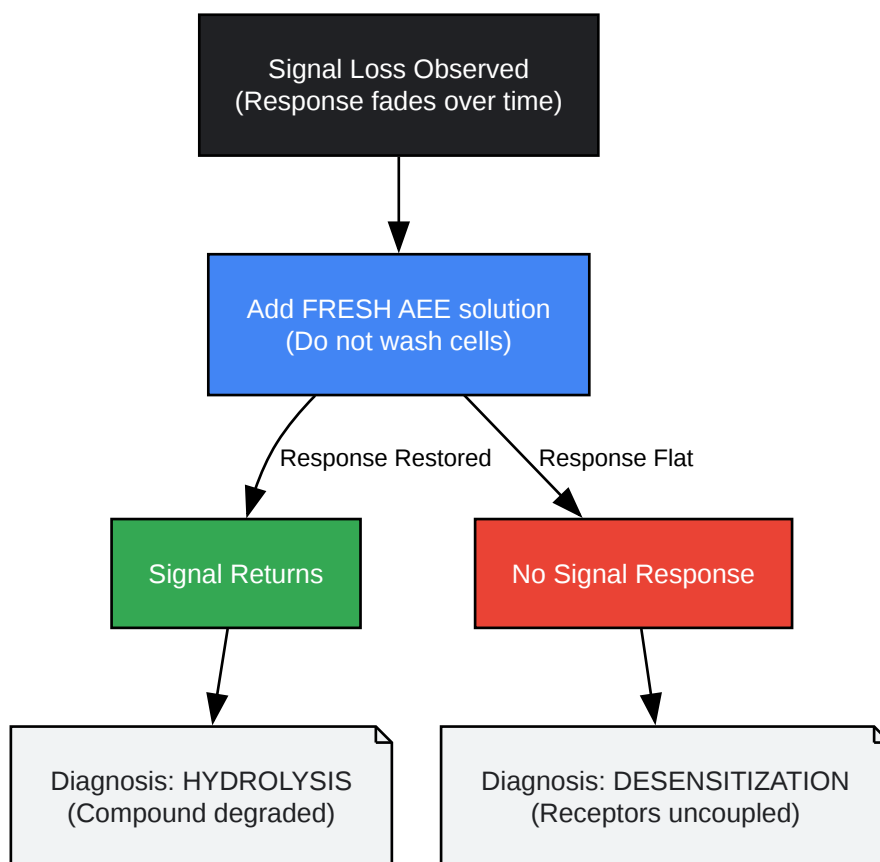 Signal Loss Observed
(Response fades over time)
Add FRESH AEE solution
(Do not wash cells)
Response Restored
Response Flat
Signal Returns
No Signal Response
Diagnosis: HYDROLYSIS
(Compound degraded)
Diagnosis: DESENSITIZATION
(Receptors uncoupled)